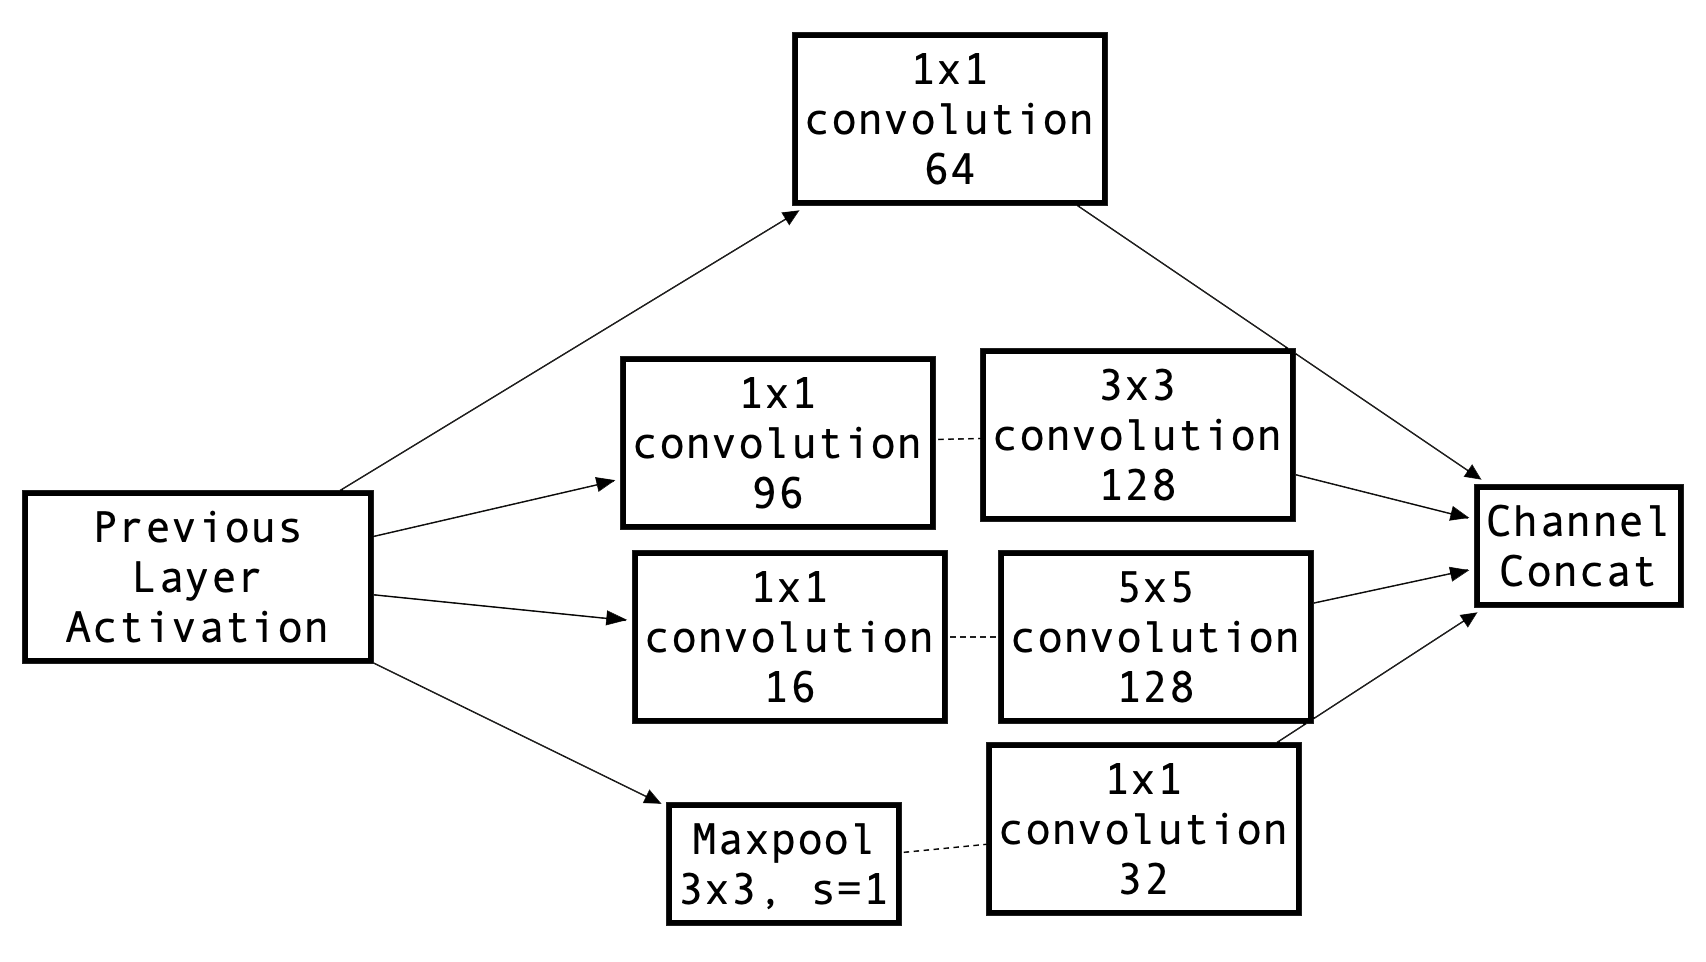 1x1
convolution
64
1x1
convolution
96
3x3
convolution
128
Previous
Layer
Activation
Channel
Concat
1x1
convolution
16
5x5
convolution
128
Maxpool
3x3, s=1
1x1
convolution
32